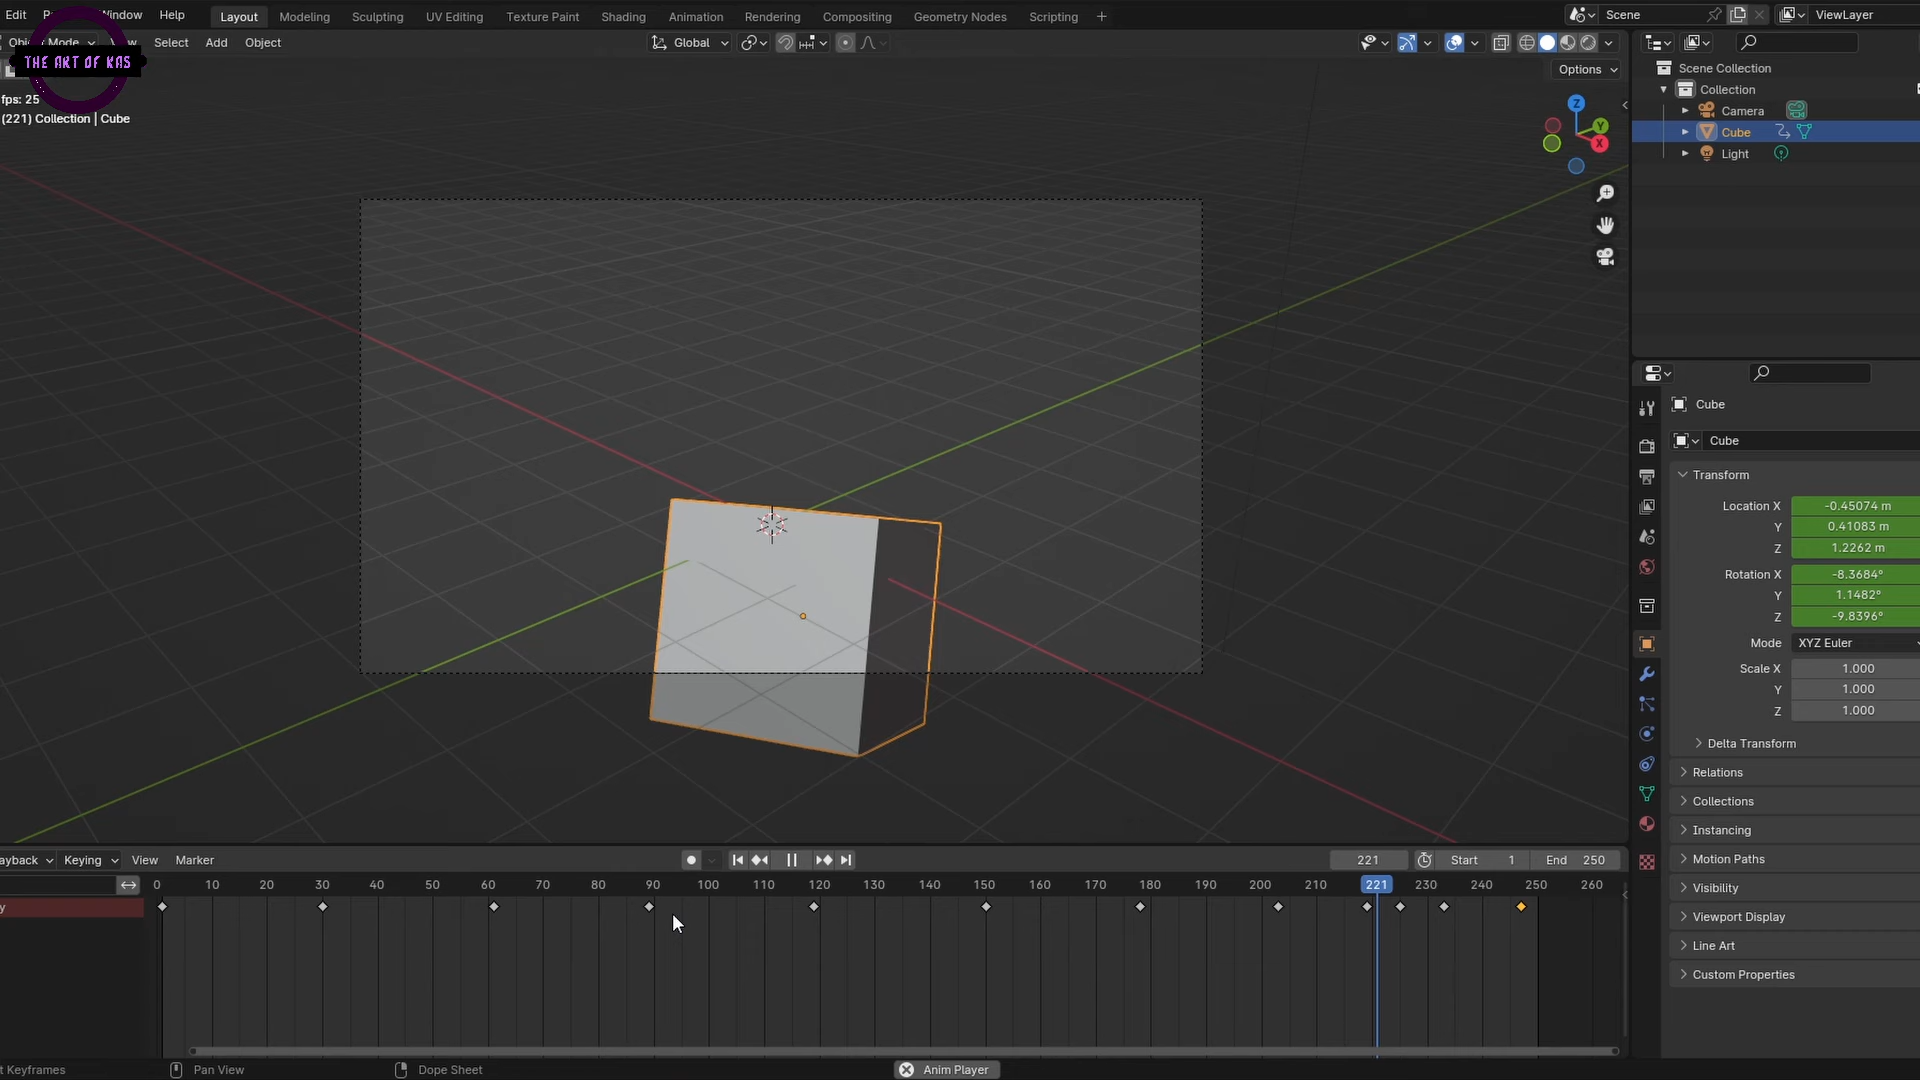 Edit
Window
Help
Layout
Modeling
Sculpting
UV Editing
Texture Paint
Shading
Animation
Rendering
Compositing
Geometry Nodes
Scripting
Scene
ViewLayer
Mode
Select
Add
Object
Global
THE ART OF KAS
Options
fps: 25
(221) Collection | Cube
Z
Y
X
Scene Collection
Collection
Camera
Cube
Light
Cube
Cube
Transform
Location X -0.45074 m
Y 0.41083 m
Z 1.2262 m
Rotation X -8.3684°
Y 1.1482°
Z -9.8396°
Mode XYZ Euler
Scale X 1.000
Y 1.000
Z 1.000
Delta Transform
Relations
Collections
Instancing
Motion Paths
Visibility
Viewport Display
Line Art
Custom Properties
ayback
Keying
View
Marker
221
Start 1
End 250
0 10 20 30 40 50 60 70 80 90 100 110 120 130 140 150 160 170 180 190 200 210 221 230 240 250 260
y
t Keyframes
Pan View
Dope Sheet
Anim Player